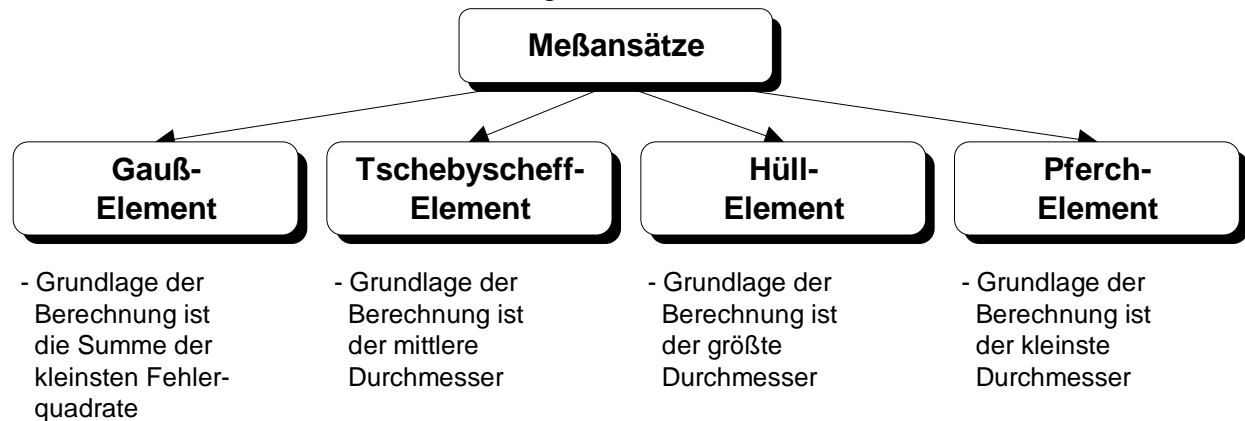 Meßansätze
Gauß-
Element
Tschebyscheff-
Element
Hüll-
Element
Pferch-
Element
- Grundlage der
Berechnung ist
die Summe der
kleinsten Fehler-
quadrate
- Grundlage der
Berechnung ist
der mittlere
Durchmesser
- Grundlage der
Berechnung ist
der größte
Durchmesser
- Grundlage der
Berechnung ist
der kleinste
Durchmesser